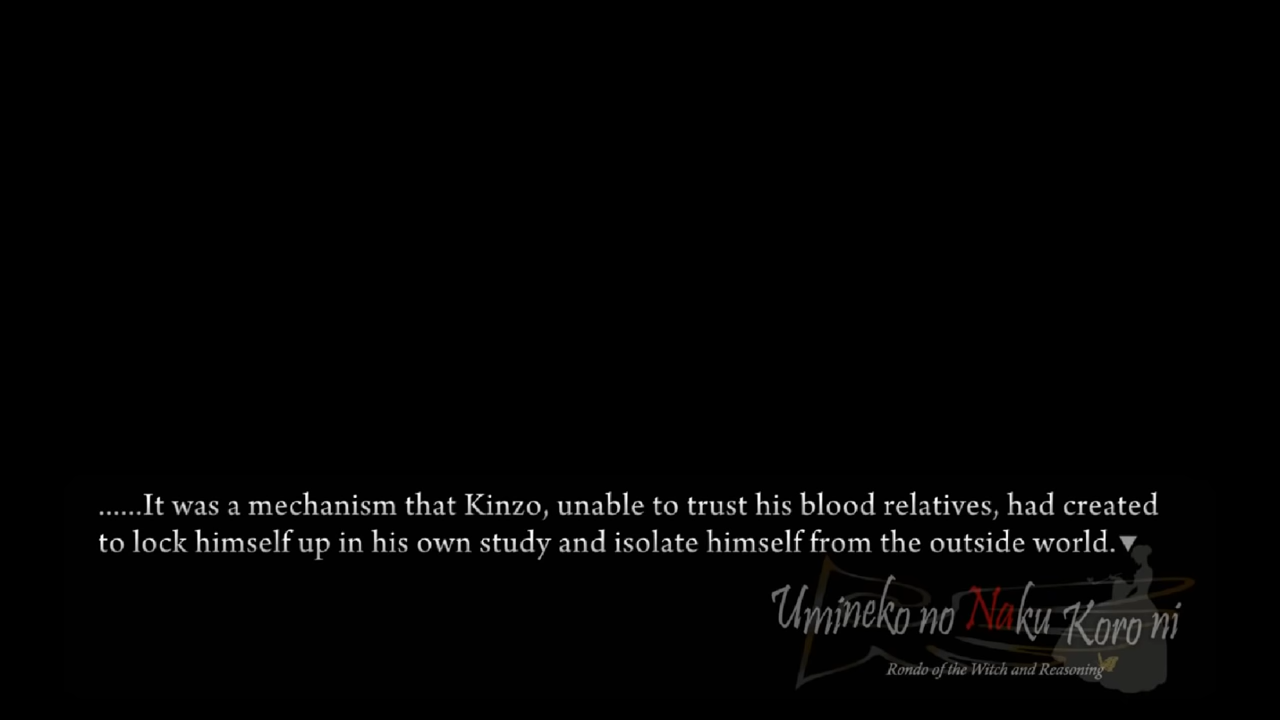 ......It was a mechanism that Kinzo, unable to trust his blood relatives, had created
to lock himself up in his own study and isolate himself from the outside world.▼
Umineko no Naku Koro ni
Rondo of the Witch and Reasoning